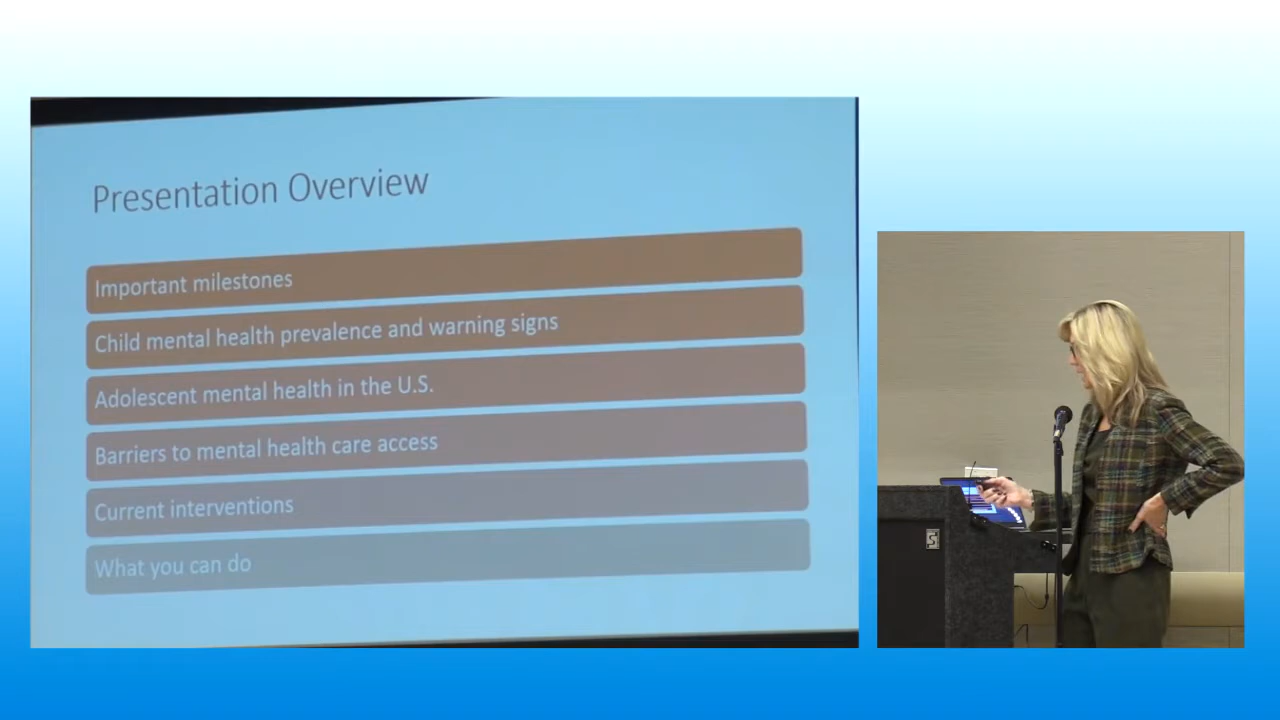 Presentation Overview
Important milestones
Child mental health prevalence and warning signs
Adolescent mental health in the U.S.
Barriers to mental health care access
Current interventions
What you can do